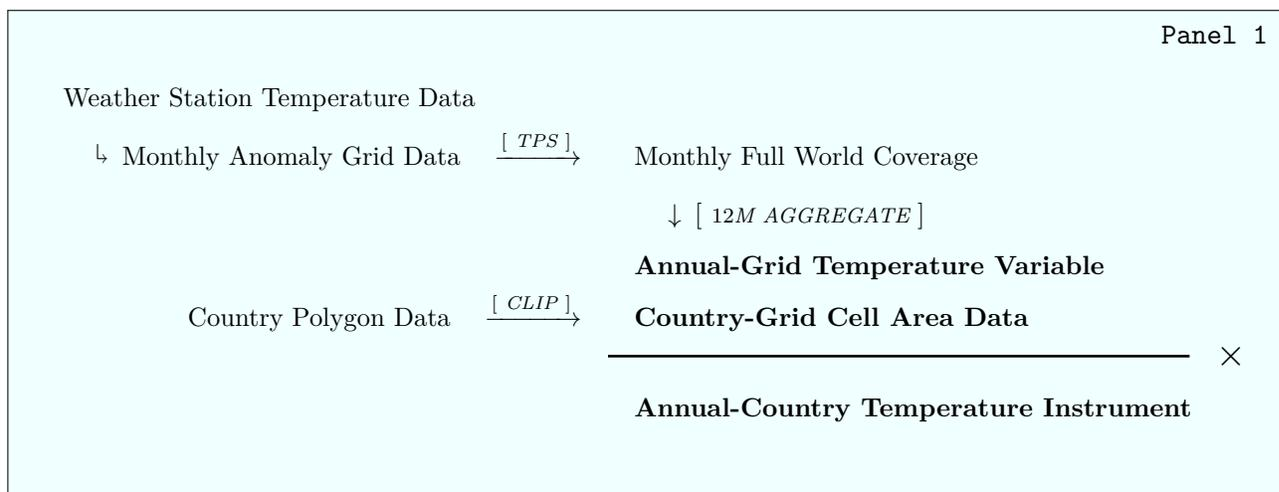 Panel 1
Weather Station Temperature Data
↳ Monthly Anomaly Grid Data [ TPS ] → Monthly Full World Coverage
↓ [ 12M AGGREGATE ]
Annual-Grid Temperature Variable
Country Polygon Data [ CLIP ] → Country-Grid Cell Area Data
×
Annual-Country Temperature Instrument